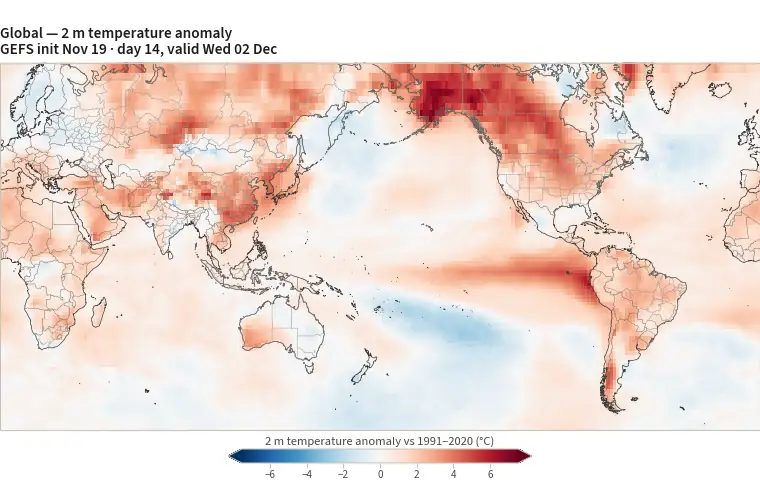 Global — 2 m temperature anomaly
GEFS init Nov 19 · day 14, valid Wed 02 Dec
2 m temperature anomaly vs 1991–2020 (°C)
−6 −4 −2 0 2 4 6